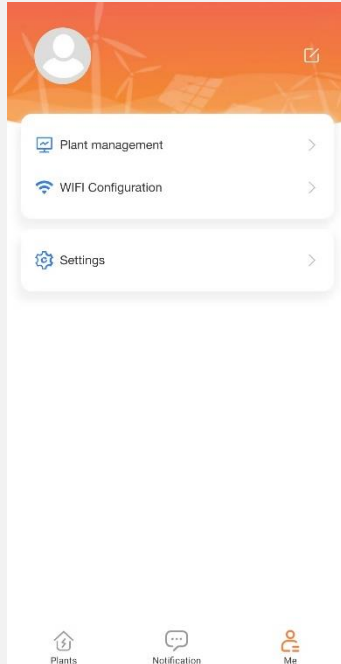 Plant management
WIFI Configuration
Settings
Plants
Notification
Me